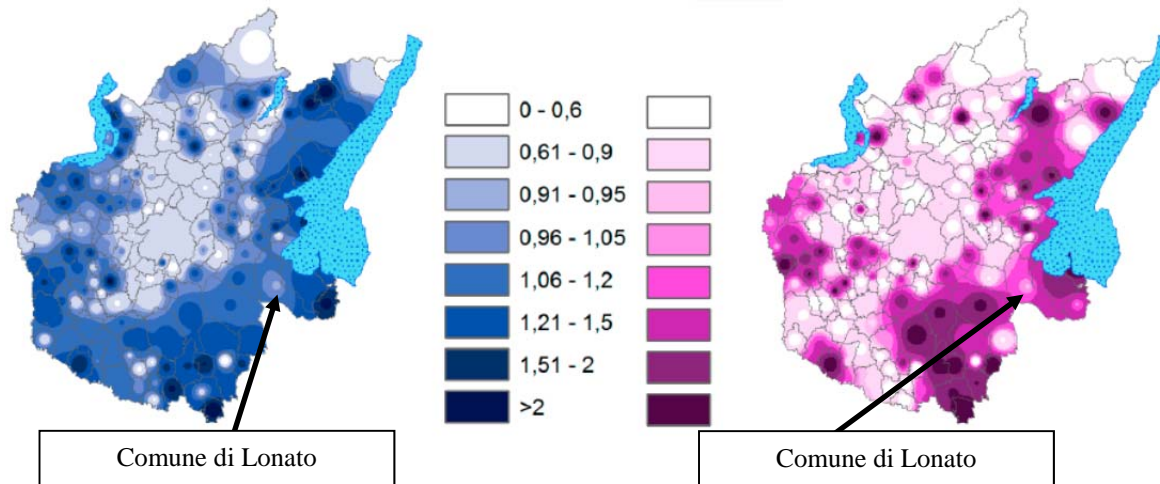 0 - 0,6
0,61 - 0,9
0,91 - 0,95
0,96 - 1,05
1,06 - 1,2
1,21 - 1,5
1,51 - 2
>2
Comune di Lonato
Comune di Lonato